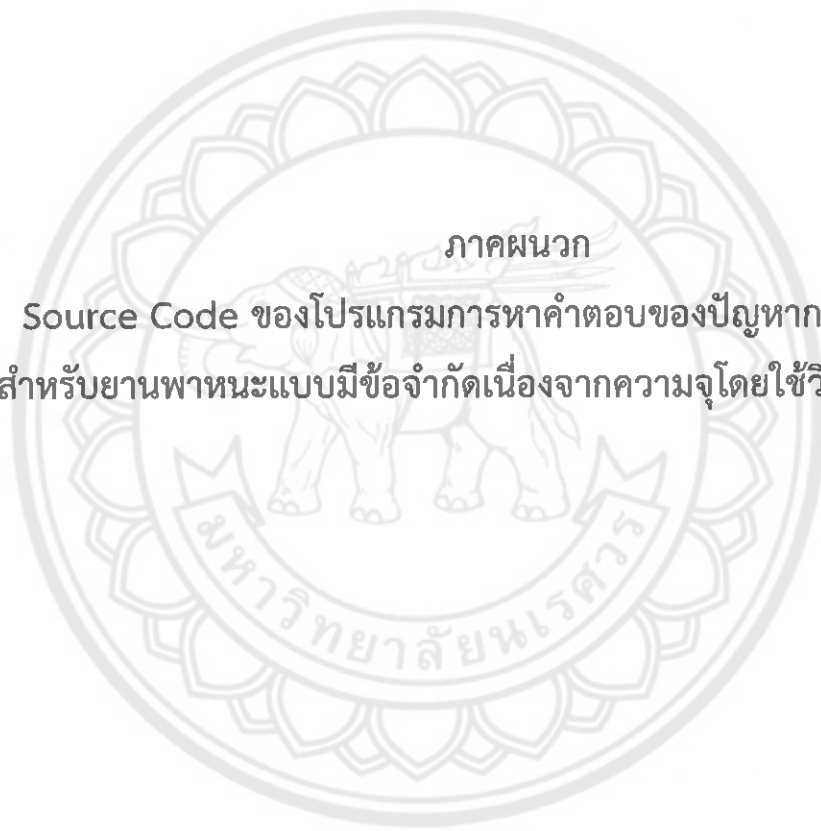 ภาคผนวก
Source Code ของโปรแกรมการหาคำตอบของปัญหาก
สำหรับยานพาหนะแบบมีข้อจำกัดเนื่องจากความจุโดยใช้วิ
มหาวิทยาลัยนเรศวร